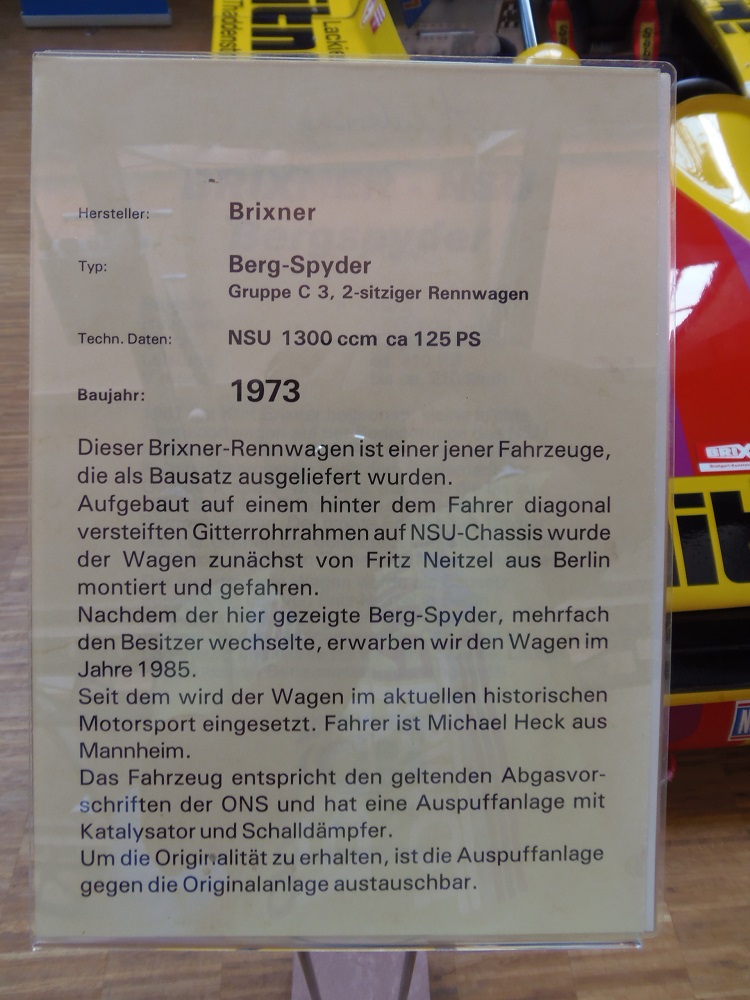 Hersteller: Brixner
Typ: Berg-Spyder
Gruppe C 3, 2-sitziger Rennwagen
Techn. Daten: NSU 1300 ccm ca 125 PS
Baujahr: 1973
Dieser Brixner-Rennwagen ist einer jener Fahrzeuge,
die als Bausatz ausgeliefert wurden.
Aufgebaut auf einem hinter dem Fahrer diagonal
versteiften Gitterrohrrahmen auf NSU-Chassis wurde
der Wagen zunächst von Fritz Neitzel aus Berlin
montiert und gefahren.
Nachdem der hier gezeigte Berg-Spyder, mehrfach
den Besitzer wechselte, erwarben wir den Wagen im
Jahre 1985.
Seit dem wird der Wagen im aktuellen historischen
Motorsport eingesetzt. Fahrer ist Michael Heck aus
Mannheim.
Das Fahrzeug entspricht den geltenden Abgasvor-
schriften der ONS und hat eine Auspuffanlage mit
Katalysator und Schalldämpfer.
Um die Originalität zu erhalten, ist die Auspuffanlage
gegen die Originalanlage austauschbar.